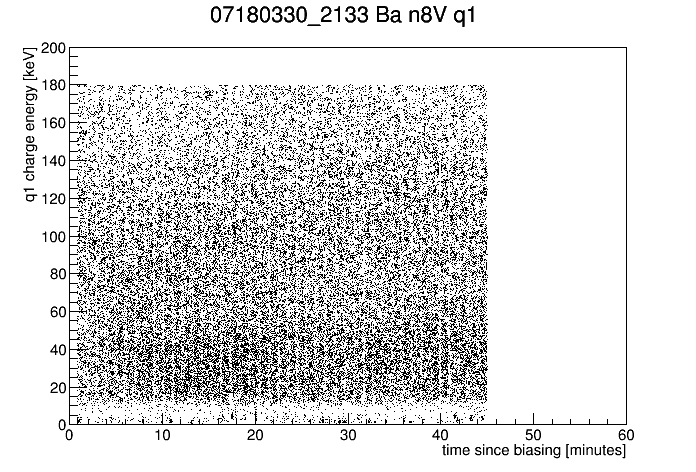 07180330_2133 Ba n8V q1
q1 charge energy [keV]
200
180
160
140
120
100
80
60
40
20
0
0 10 20 30 40 50 60
time since biasing [minutes]